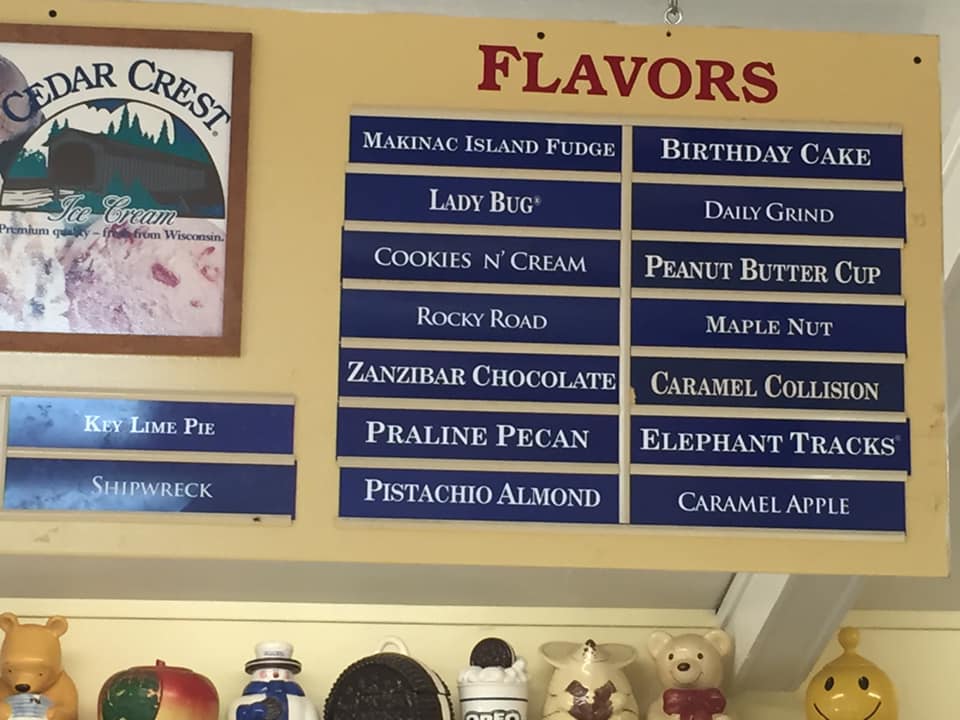 CEDAR CREST®
Ice Cream
Premium quality – fresh from Wisconsin.
FLAVORS
MAKINAC ISLAND FUDGE
LADY BUG®
COOKIES N' CREAM
ROCKY ROAD
ZANZIBAR CHOCOLATE
PRALINE PECAN
PISTACHIO ALMOND
BIRTHDAY CAKE
DAILY GRIND
PEANUT BUTTER CUP
MAPLE NUT
CARAMEL COLLISION
ELEPHANT TRACKS®
CARAMEL APPLE
KEY LIME PIE
SHIPWRECK
OREO